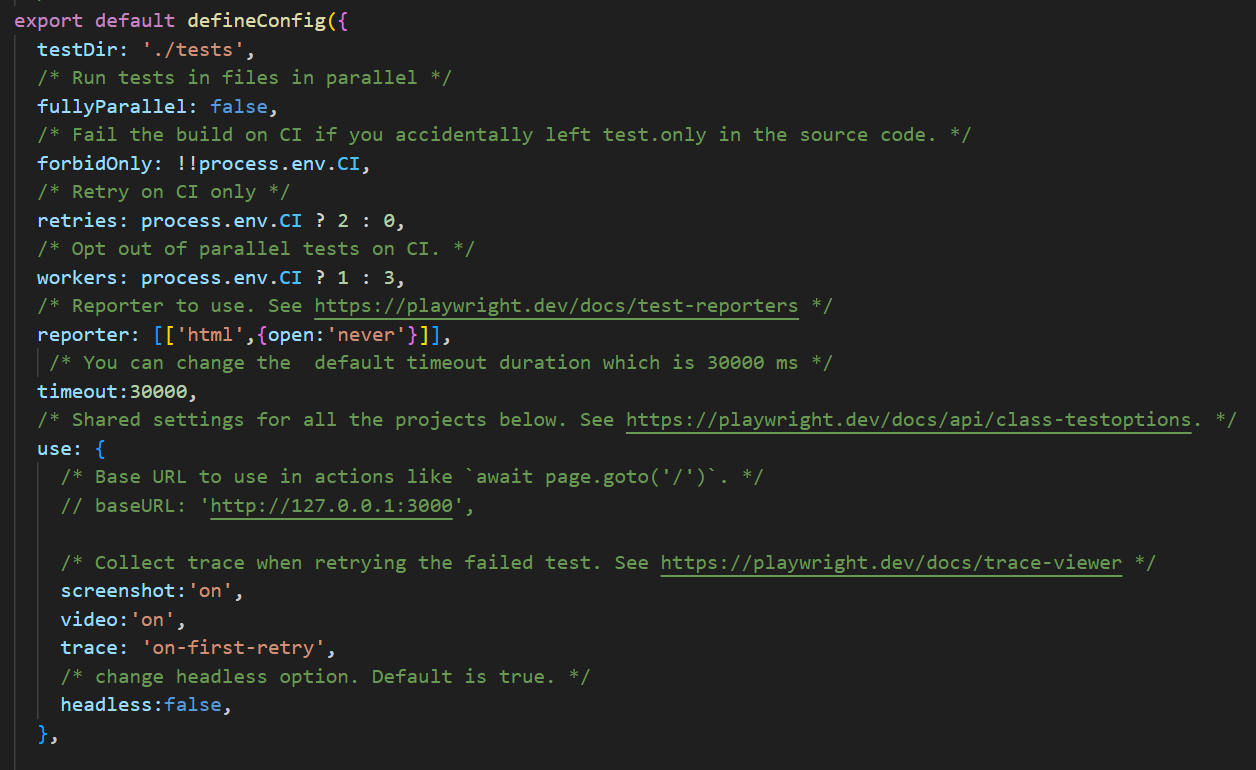 export default defineConfig({
  testDir: './tests',
  /* Run tests in files in parallel */
  fullyParallel: false,
  /* Fail the build on CI if you accidentally left test.only in the source code. */
  forbidOnly: !!process.env.CI,
  /* Retry on CI only */
  retries: process.env.CI ? 2 : 0,
  /* Opt out of parallel tests on CI. */
  workers: process.env.CI ? 1 : 3,
  /* Reporter to use. See https://playwright.dev/docs/test-reporters */
  reporter: [['html',{open:'never'}]],
   /* You can change the  default timeout duration which is 30000 ms */
  timeout:30000,
  /* Shared settings for all the projects below. See https://playwright.dev/docs/api/class-testoptions. */
  use: {
    /* Base URL to use in actions like `await page.goto('/')`. */
    // baseURL: 'http://127.0.0.1:3000',

    /* Collect trace when retrying the failed test. See https://playwright.dev/docs/trace-viewer */
    screenshot:'on',
    video:'on',
    trace: 'on-first-retry',
    /* change headless option. Default is true. */
    headless:false,
  },